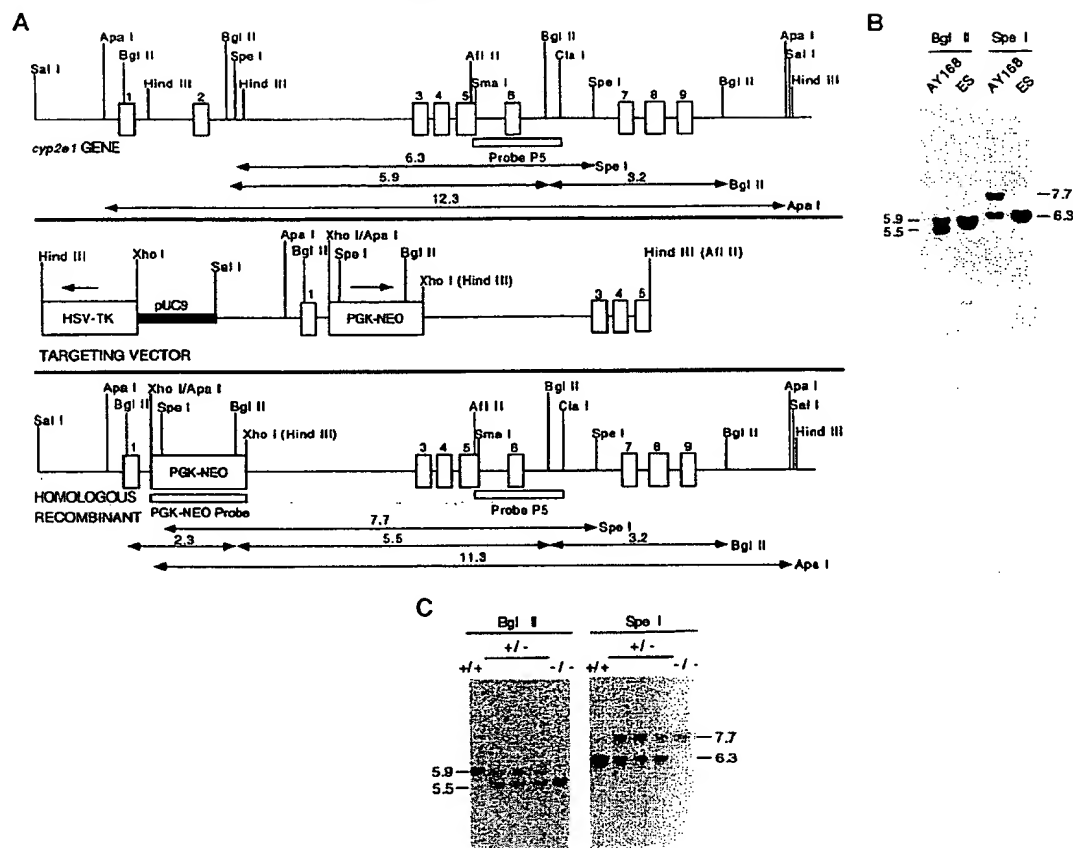 A
Sal I
Apa I
Bgl II
Hind III
Bgl II
Spe I
Hind III
Afl II
Sma I
Bgl II
Cla I
Spe I
Bgl II
Apa I
Sal I
Hind III
1 2 3 4 5 6 7 8 9
cyp2e1 GENE
Probe P5
6.3 Spe I
5.9 3.2 Bgl II
12.3 Apa I
Hind III
Xho I
Sal I
Apa I
Bgl II
Xho I/Apa I
Spe I
Bgl II
Xho I (Hind III)
Hind III (Afl II)
HSV-TK
pUC9
1
PGK-NEO
3 4 5
TARGETING VECTOR
Sal I
Apa I
Bgl II
Xho I/Apa I
Spe I
Bgl II
Xho I (Hind III)
Afl II
Sma I
Bgl II
Cla I
Spe I
Bgl II
Apa I
Sal I
Hind III
1
PGK-NEO
3 4 5 6 7 8 9
HOMOLOGOUS
RECOMBINANT
PGK-NEO Probe
Probe P5
7.7 Spe I
2.3 5.5 3.2 Bgl II
11.3 Apa I
B
Bgl II Spe I
AY168 ES AY168 ES
7.7
5.9 6.3
5.5
C
Bgl II Spe I
+/- +/-
+/+ -/- +/+ -/-
7.7
5.9 6.3
5.5